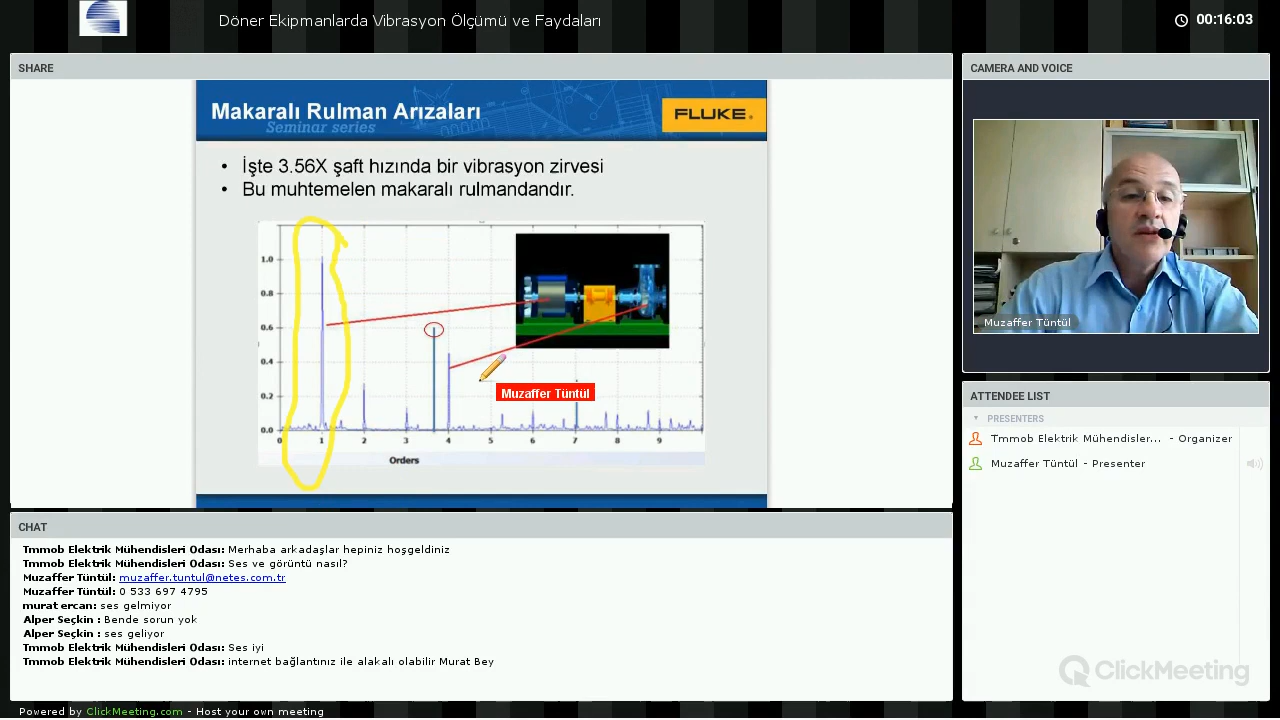 Döner Ekipmanlarda Vibrasyon Ölçümü ve Faydaları
00:16:03
SHARE
Makaralı Rulman Arızaları
Seminar series
FLUKE®
• İşte 3.56X şaft hızında bir vibrasyon zirvesi
• Bu muhtemelen makaralı rulmandandır.
1.0
0.8
0.6
0.4
0.2
0.0
0 1 2 3 4 5 6 7 8 9
Orders
Muzaffer Tüntül
CAMERA AND VOICE
Muzaffer Tüntül
ATTENDEE LIST
PRESENTERS
Tmmob Elektrik Mühendisler... - Organizer
Muzaffer Tüntül - Presenter
CHAT
Tmmob Elektrik Mühendisleri Odası: Merhaba arkadaşlar hepiniz hoşgeldiniz
Tmmob Elektrik Mühendisleri Odası: Ses ve görüntü nasıl?
Muzaffer Tüntül: muzaffer.tuntul@netes.com.tr
Muzaffer Tüntül: 0 533 697 4795
murat ercan: ses gelmiyor
Alper Seçkin : Bende sorun yok
Alper Seçkin : ses geliyor
Tmmob Elektrik Mühendisleri Odası: Ses iyi
Tmmob Elektrik Mühendisleri Odası: internet bağlantınız ile alakalı olabilir Murat Bey
ClickMeeting
Powered by ClickMeeting.com - Host your own meeting